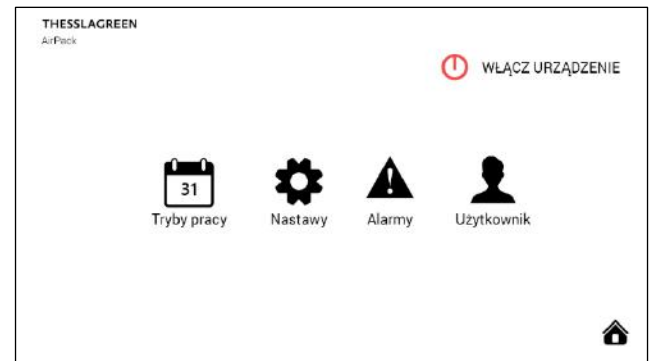 THESSLAGREEN
AirPack
WŁĄCZ URZĄDZENIE
31
Tryby pracy
Nastawy
Alarmy
Użytkownik